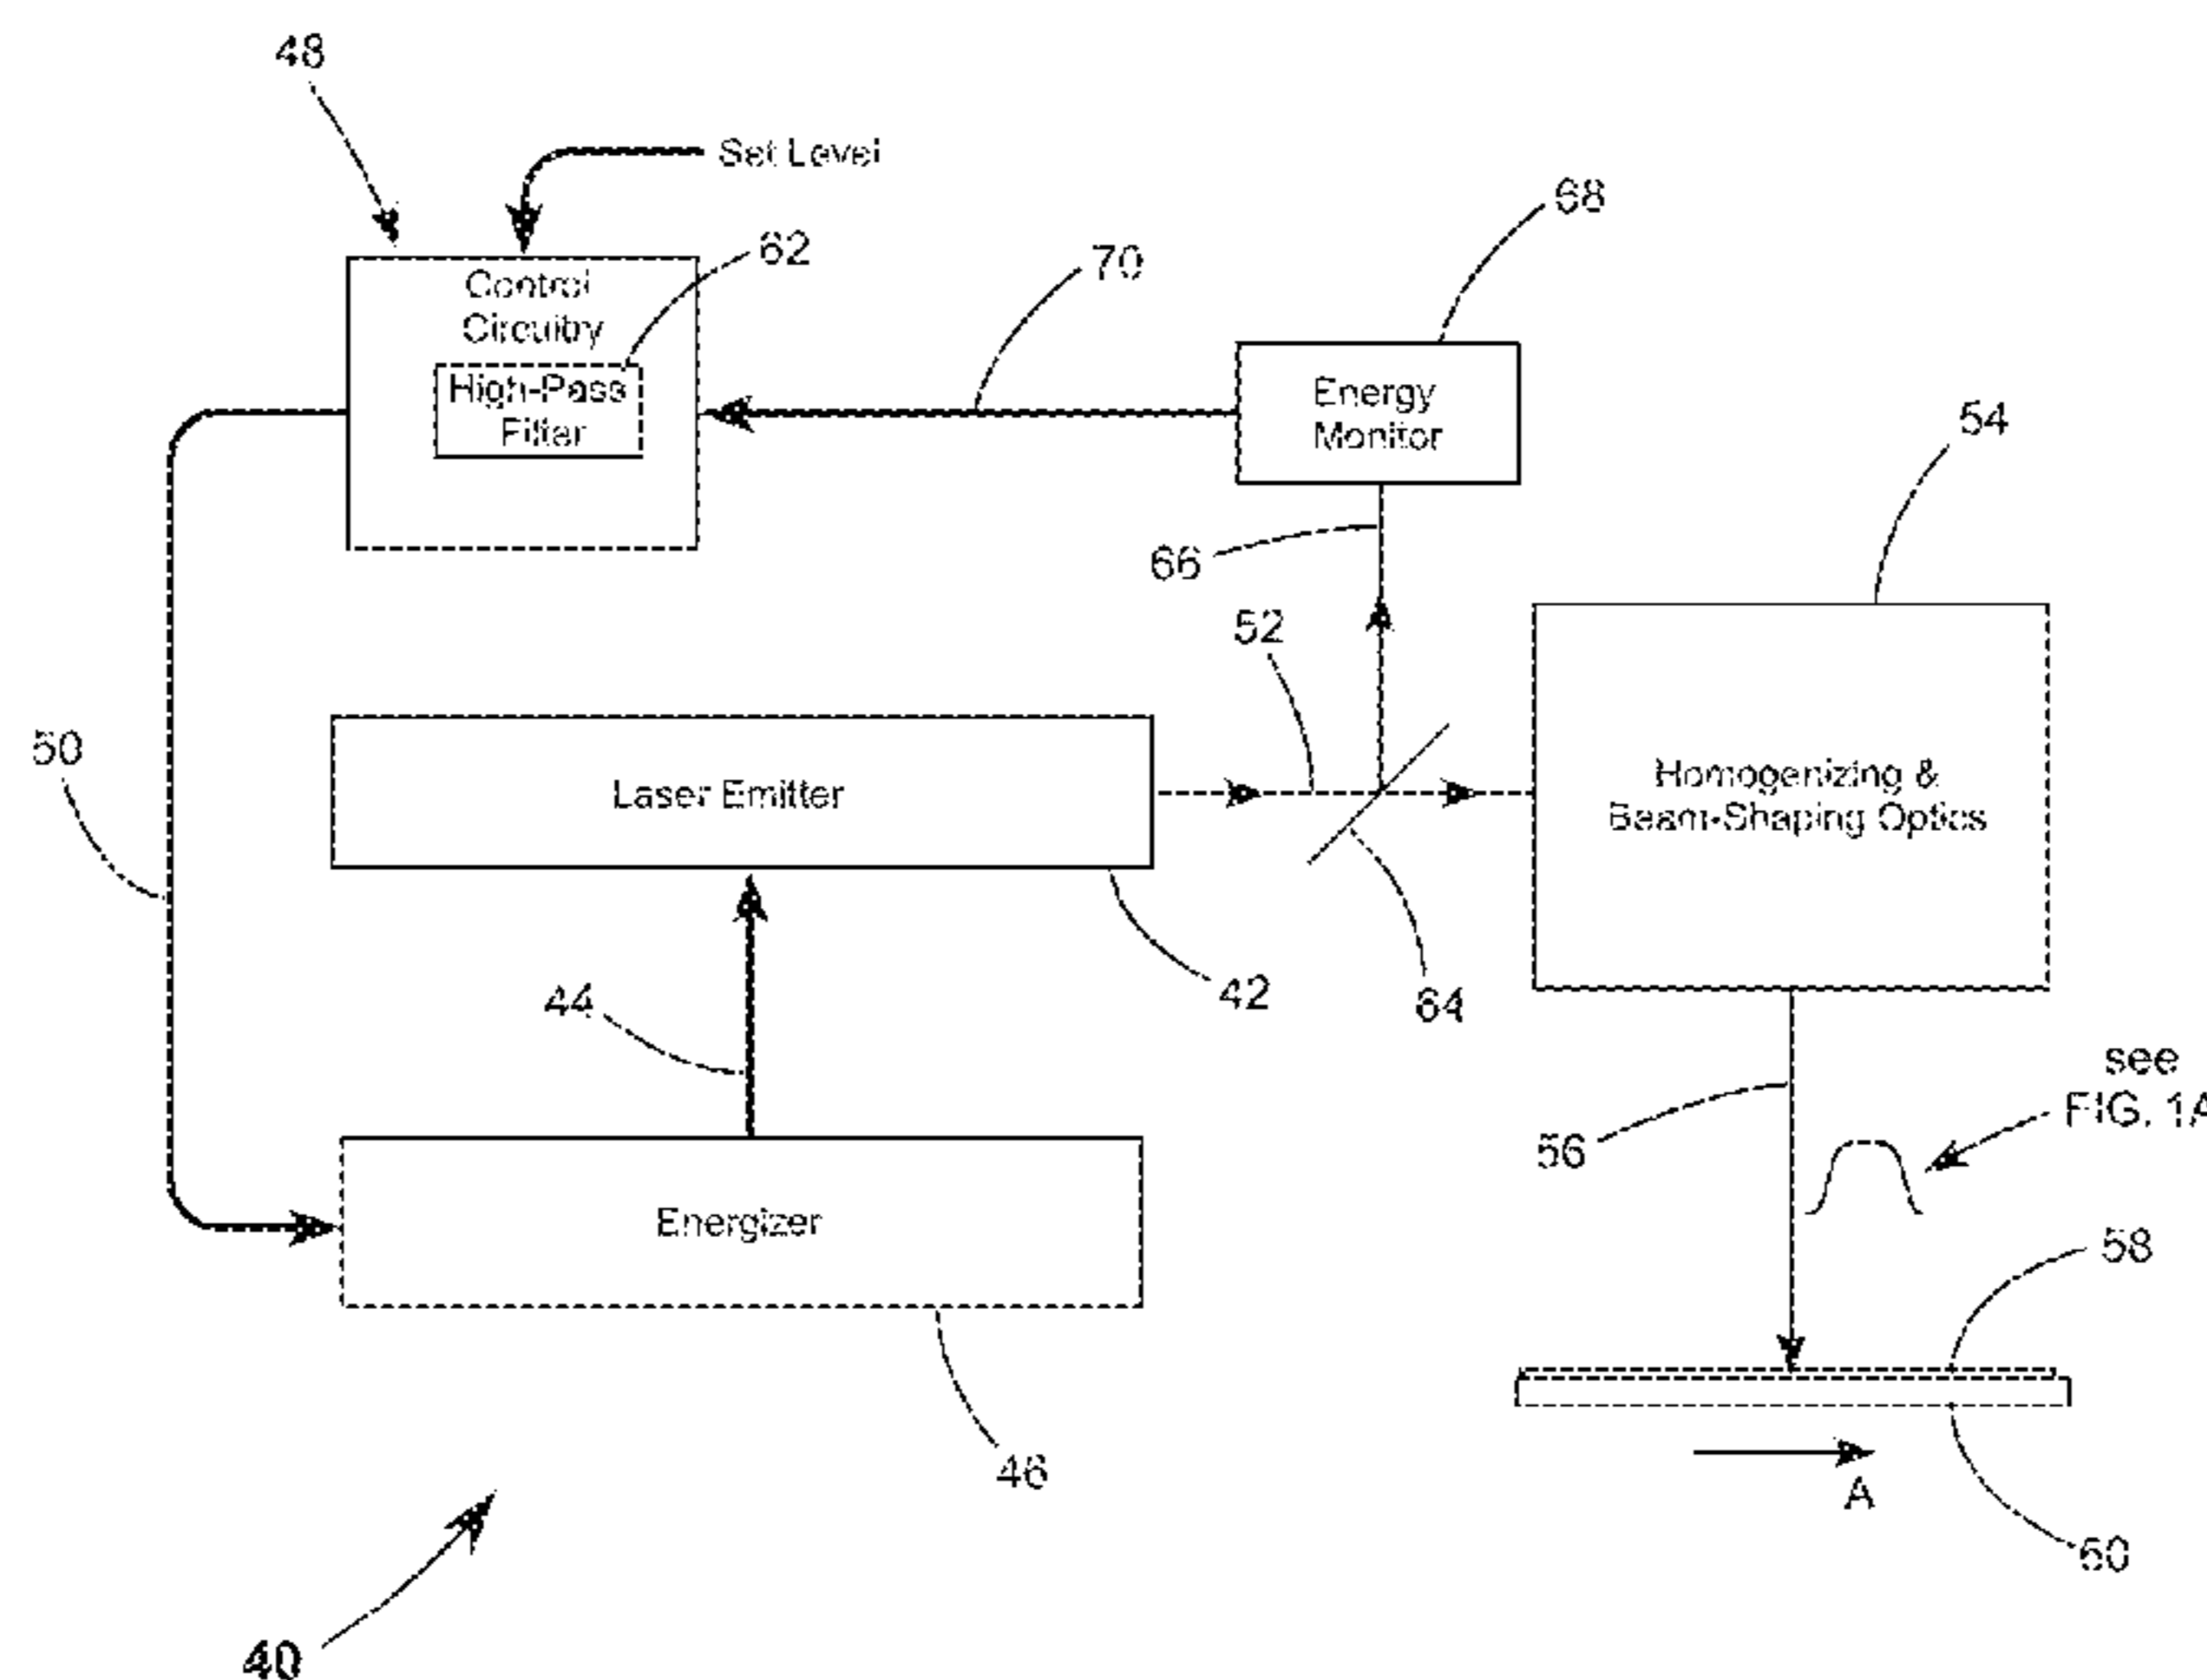 48
Set Level
68
62
70
Control
Circuitry
High-Pass
Filter
Energy
Monitor
54
66
52
50
Laser Emitter
Homogenizing &
Beam-Shaping Optics
44
42
64
see
FIG. 1A
56
Energizer
58
46
A
60
40